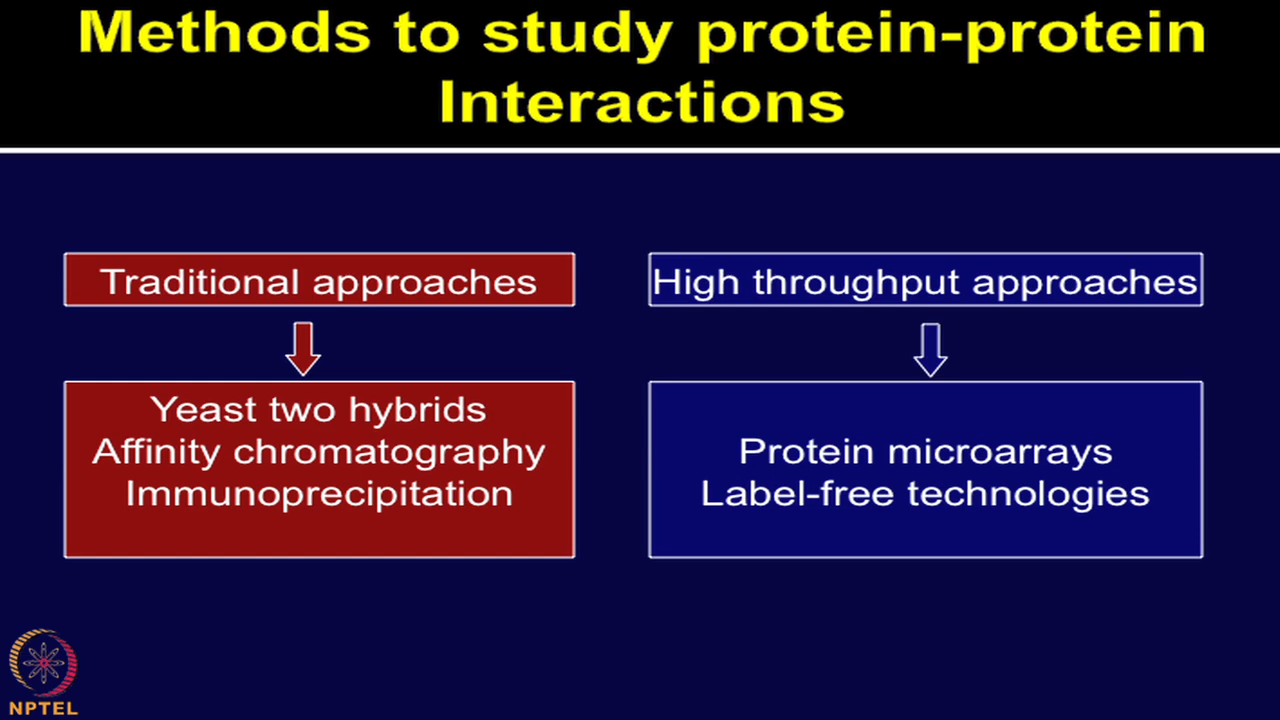 Methods to study protein-protein
Interactions
Traditional approaches
Yeast two hybrids
Affinity chromatography
Immunoprecipitation
High throughput approaches
Protein microarrays
Label-free technologies
NPTEL